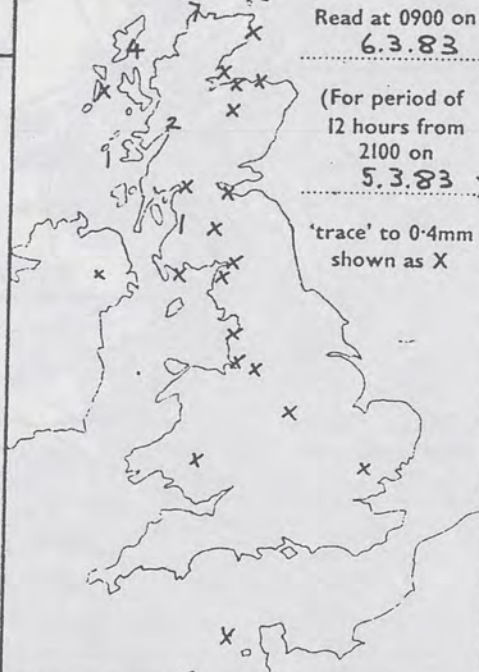 Read at 0900 on
6.3.83
(For period of
12 hours from
2100 on
5.3.83
'trace' to 0·4mm
shown as X
7
X
4
X
X X
X
X
2
X X
1 X
X
X X X
X
X X
X
X X
X